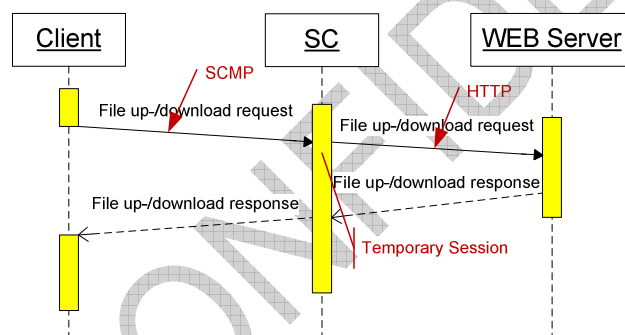 Client
SC
WEB Server
SCMP
HTTP
File up-/download request
File up-/download request
File up-/download response
File up-/download response
Temporary Session